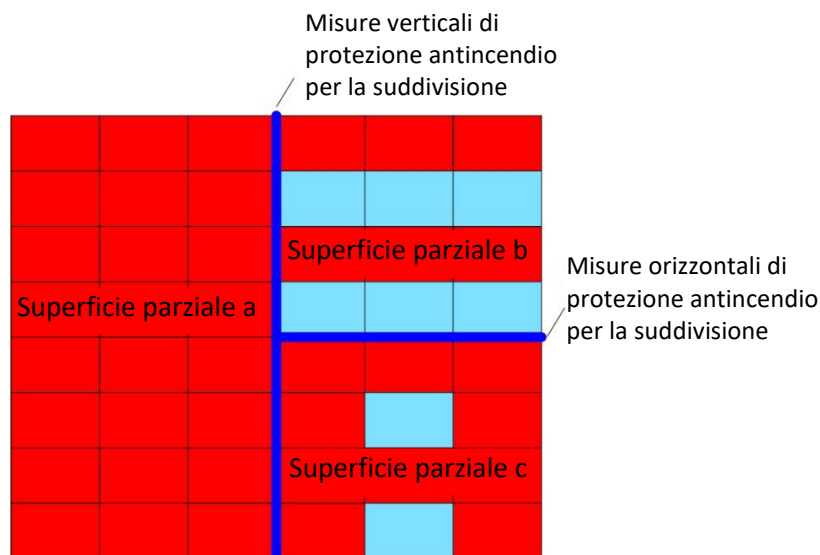 Misure verticali di
protezione antincendio
per la suddivisione
Superficie parziale b
Misure orizzontali di
protezione antincendio
per la suddivisione
Superficie parziale a
Superficie parziale c